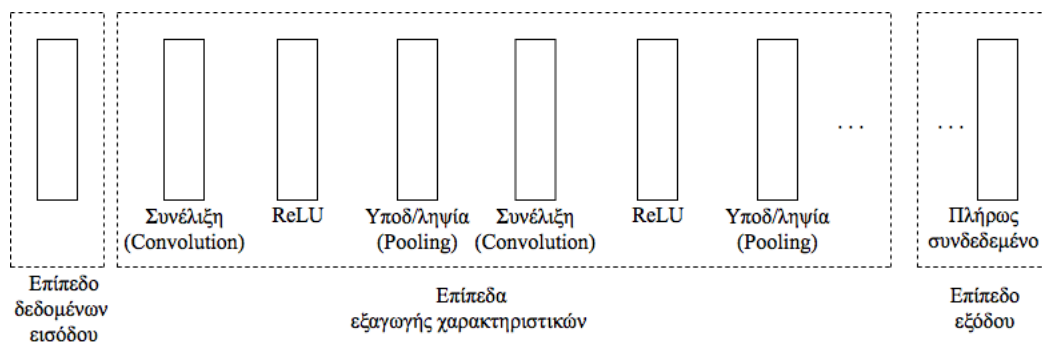 ... ...
Συνέλιξη ReLU Υποδ/ληψία Συνέλιξη ReLU Υποδ/ληψία Πλήρως
(Convolution) (Pooling) (Convolution) (Pooling) συνδεδεμένο
Επίπεδο
δεδομένων
εισόδου
Επίπεδα
εξαγωγής χαρακτηριστικών
Επίπεδο
εξόδου